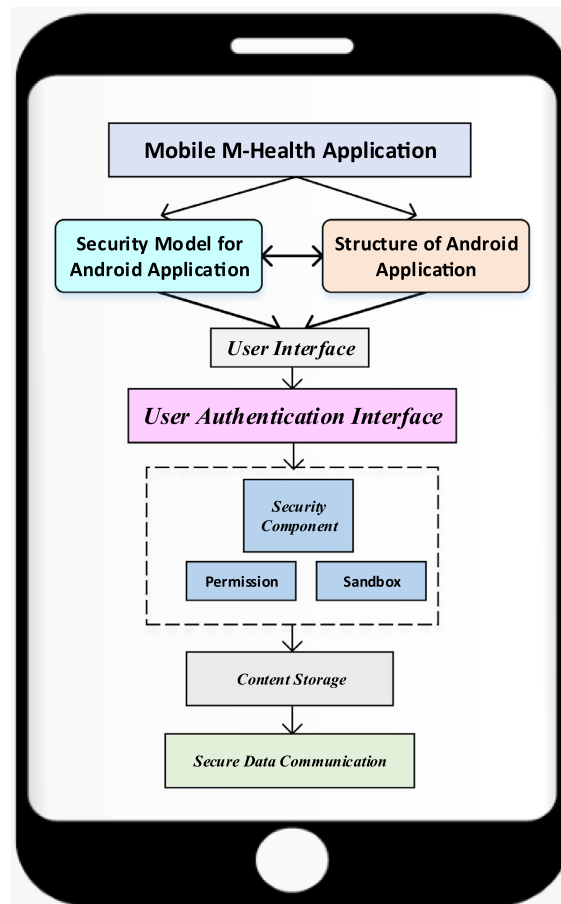 Mobile M-Health Application
Security Model for
Android Application
Structure of Android
Application
User Interface
User Authentication Interface
Security
Component
Permission
Sandbox
Content Storage
Secure Data Communication